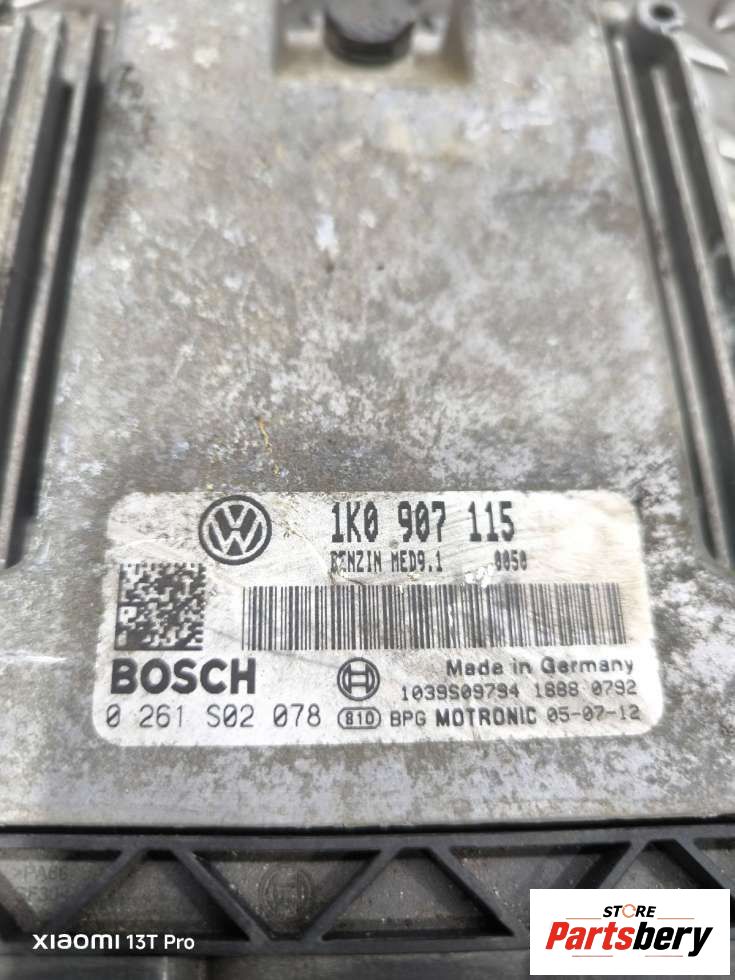 1K0 907 115
BENZIN MED9.1 0050
BOSCH
Made in Germany
1039S09794 1888 0792
0 261 S02 078 810 BPG MOTRONIC 05-07-12
>PA66
XIAOMI 13T Pro
STORE
Partsbery